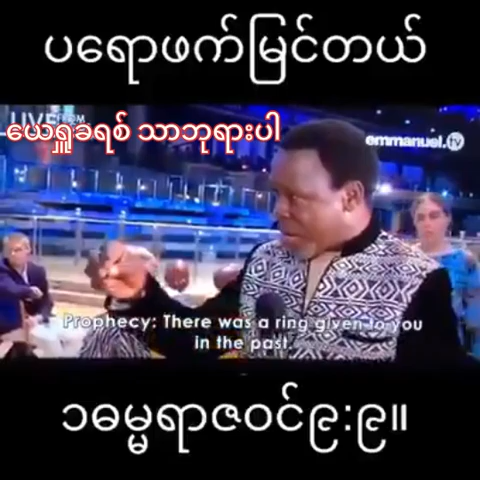 ပရောဖက်မြင်တယ်
LIVE FROM
ယေရှူခရစ် သာဘုရားပါ
emmanuel.tv
Prophecy: There was a ring given to you
in the past.
၁ဓမ္မရာဇဝင်၉:၉။